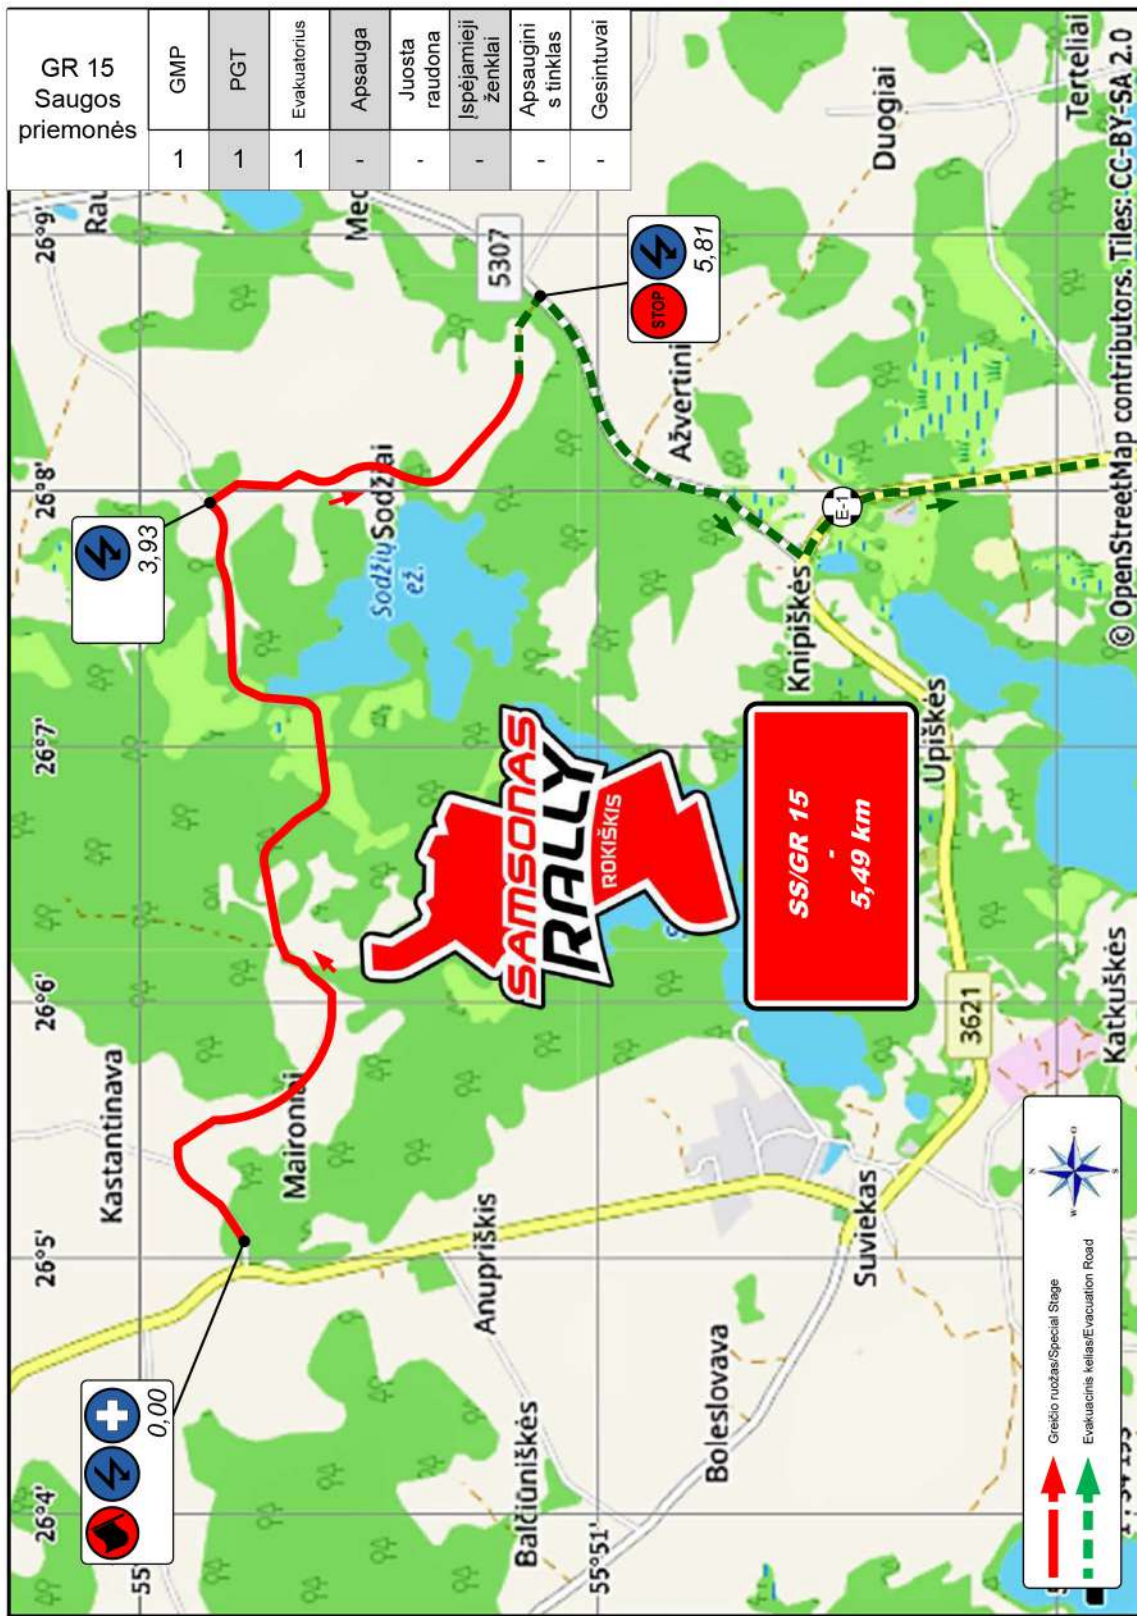 GR 15
Saugos
priemonės
GMP
1
PGT
1
Evakuatorius
1
Apsauga
-
Juosta
raudona
-
Įspėjamieji
ženklai
-
Apsaugini
s tinklas
-
Gesintuvai
-
26°4'
26°5'
26°6'
26°7'
26°8'
26°9'
55°
55°51'
0,00
3,93
STOP
5,81
5307
3621
E-1
Kastantinava
Maironiai
Anupriškis
Balčiūniškės
Boleslovava
Suviekas
Katkuškės
Upiškės
Knipiškės
Ažvertini
Sodžiai
Sodžių
ež.
Duogiai
Terteliai
SAMSONAS
RALLY
ROKIŠKIS
SS/GR 15
-
5,49 km
Greičio ruožas/Special Stage
Evakuacinis kelias/Evacuation Road
N
O
S
W
© OpenStreetMap contributors. Tiles: CC-BY-SA 2.0